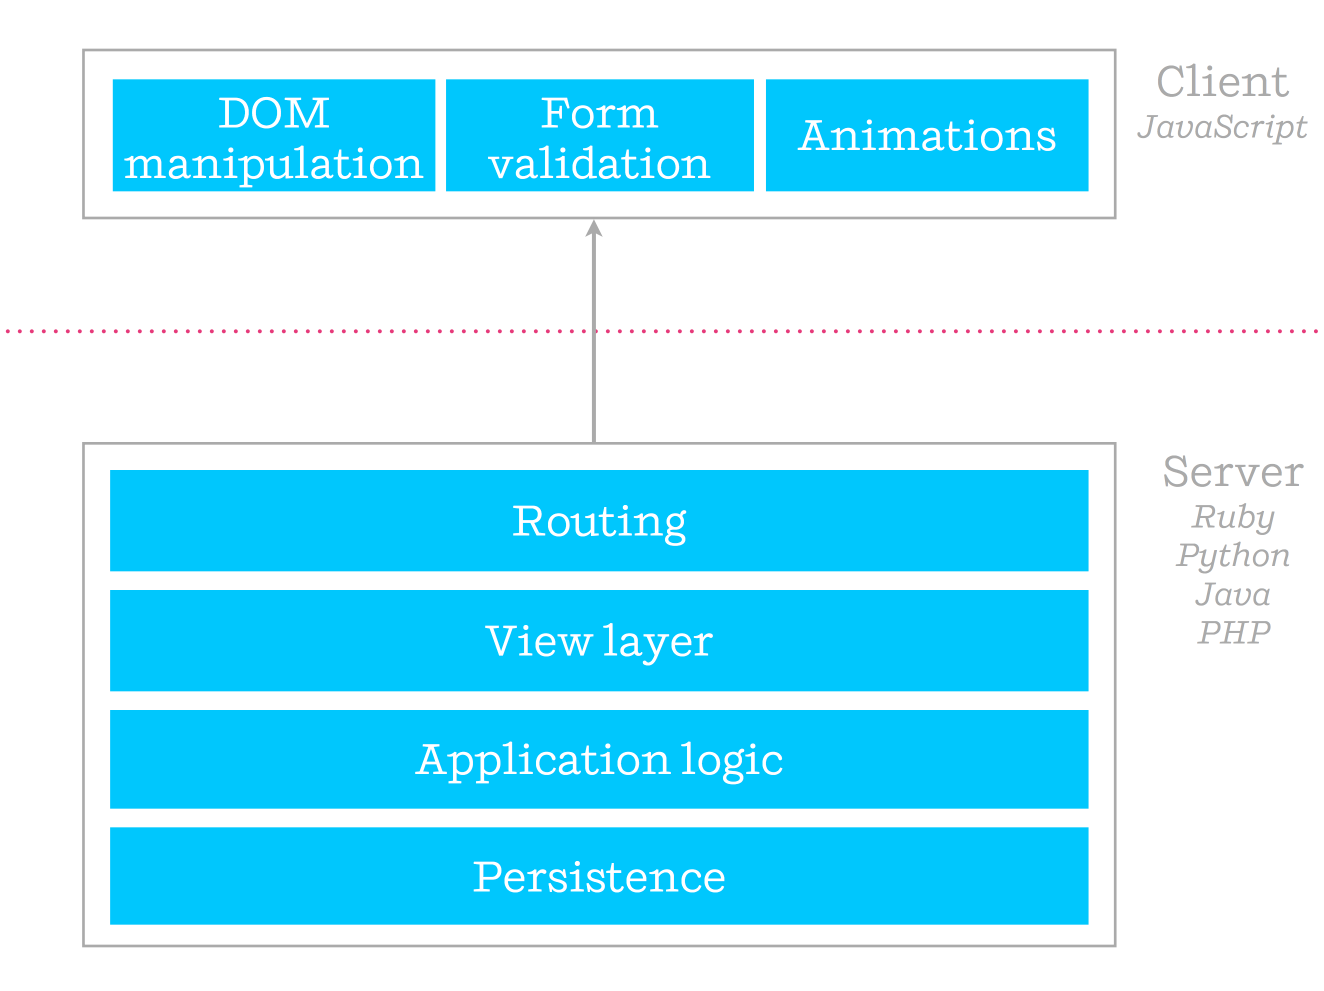 Client
JavaScript
DOM
manipulation
Form
validation
Animations
Server
Ruby
Python
Java
PHP
Routing
View layer
Application logic
Persistence